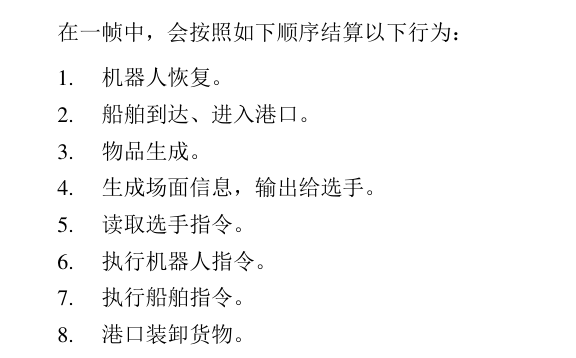 在一帧中，会按照如下顺序结算以下行为：
1. 机器人恢复。
2. 船舶到达、进入港口。
3. 物品生成。
4. 生成场面信息，输出给选手。
5. 读取选手指令。
6. 执行机器人指令。
7. 执行船舶指令。
8. 港口装卸货物。